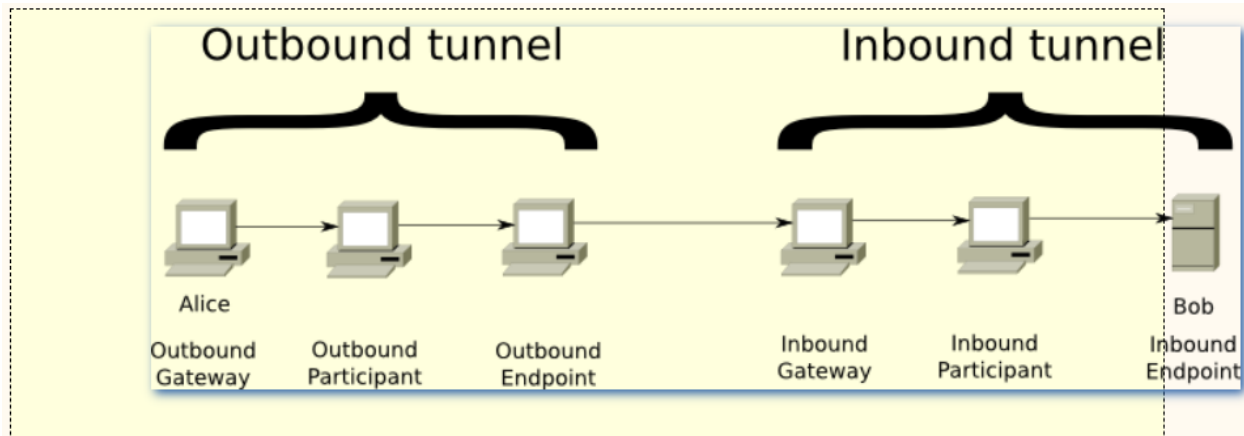 Outbound tunnel
Inbound tunnel
Alice
Bob
Outbound
Gateway
Outbound
Participant
Outbound
Endpoint
Inbound
Gateway
Inbound
Participant
Inbound
Endpoint